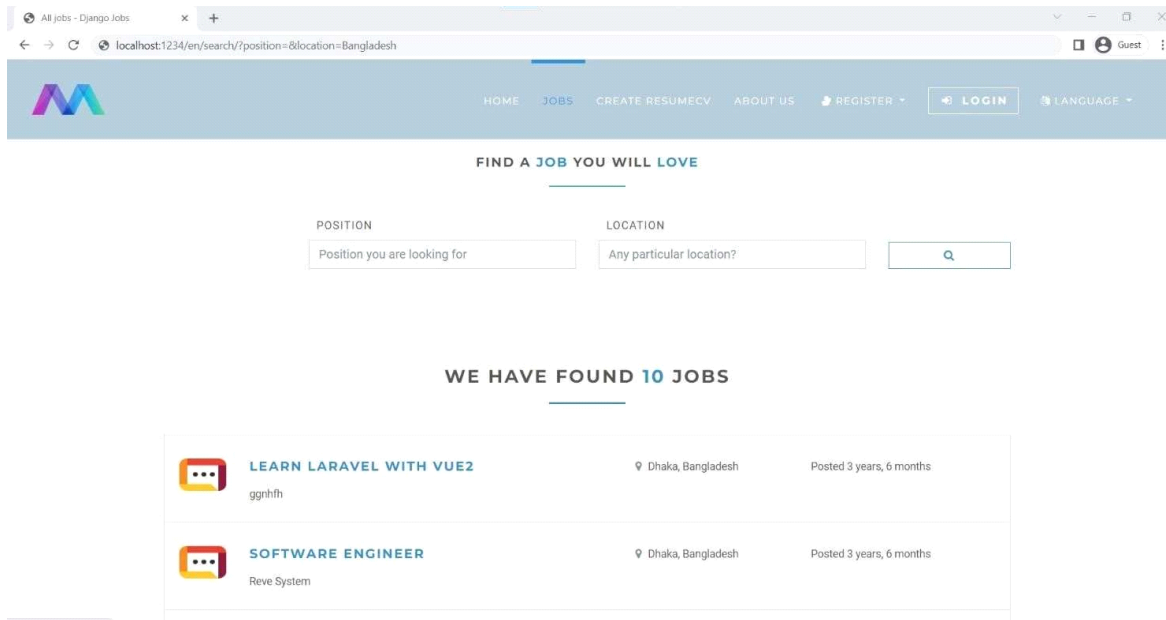 All jobs - Django Jobs
localhost:1234/en/search/?position=&location=Bangladesh
Guest
HOME JOBS CREATE RESUMECV ABOUT US REGISTER LOGIN LANGUAGE
FIND A JOB YOU WILL LOVE
POSITION LOCATION
Position you are looking for Any particular location?
WE HAVE FOUND 10 JOBS
LEARN LARAVEL WITH VUE2 Dhaka, Bangladesh Posted 3 years, 6 months
ggnhfh
SOFTWARE ENGINEER Dhaka, Bangladesh Posted 3 years, 6 months
Reve System